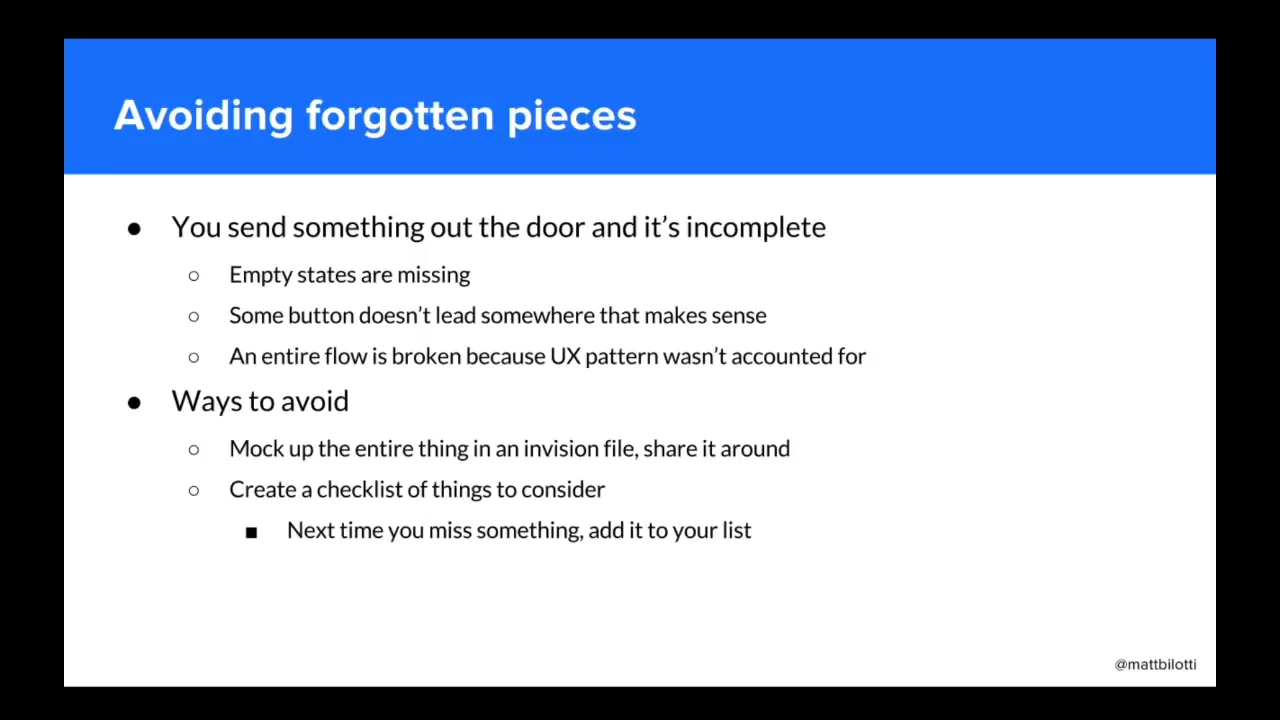 Avoiding forgotten pieces
● You send something out the door and it’s incomplete
○ Empty states are missing
○ Some button doesn’t lead somewhere that makes sense
○ An entire flow is broken because UX pattern wasn’t accounted for
● Ways to avoid
○ Mock up the entire thing in an invision file, share it around
○ Create a checklist of things to consider
■ Next time you miss something, add it to your list
@mattbilotti